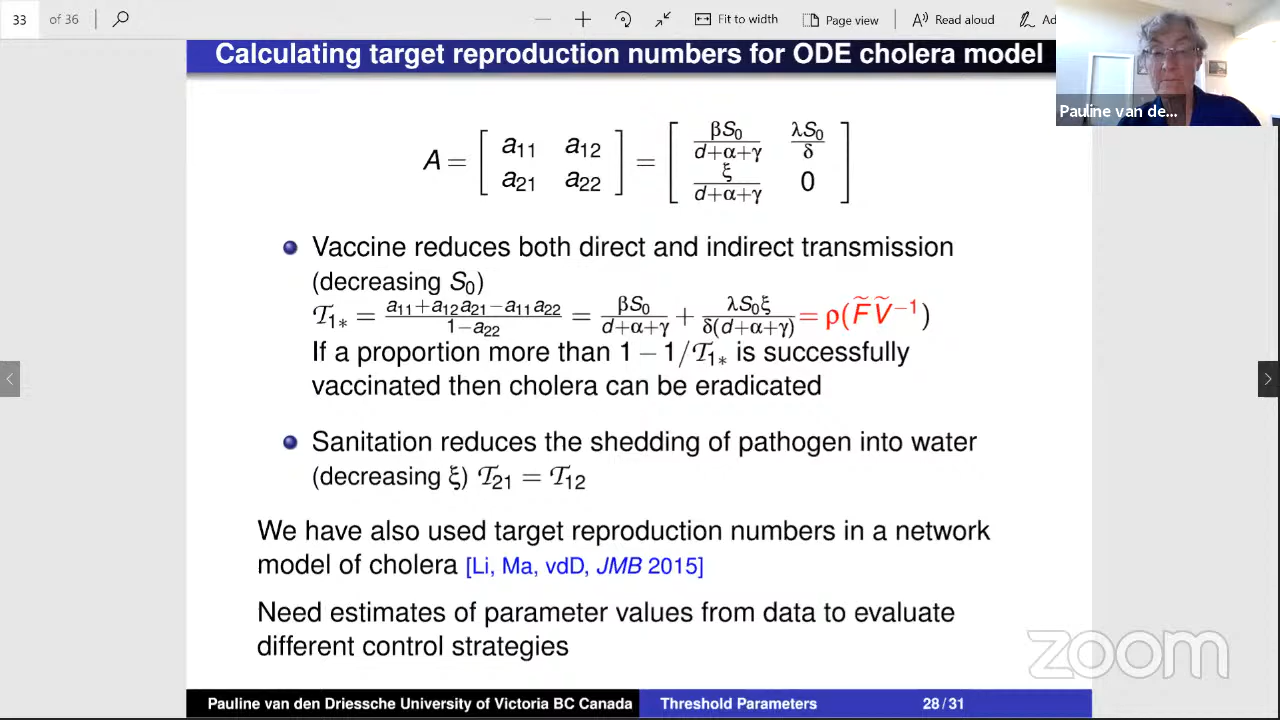 33 of 36 Fit to width Page view Read aloud Ad
Calculating target reproduction numbers for ODE cholera model
Pauline van de...
A = [ a₁₁ a₁₂ ; a₂₁ a₂₂ ] = [ βS₀/(d+α+γ) λS₀/δ ; ξ/(d+α+γ) 0 ]
Vaccine reduces both direct and indirect transmission
(decreasing S₀)
𝒯₁* = (a₁₁+a₁₂a₂₁−a₁₁a₂₂)/(1−a₂₂) = βS₀/(d+α+γ) + λS₀ξ/(δ(d+α+γ)) = ρ(F̃Ṽ⁻¹)
If a proportion more than 1 − 1/𝒯₁* is successfully
vaccinated then cholera can be eradicated
Sanitation reduces the shedding of pathogen into water
(decreasing ξ) 𝒯₂₁ = 𝒯₁₂
We have also used target reproduction numbers in a network
model of cholera [Li, Ma, vdD, JMB 2015]
Need estimates of parameter values from data to evaluate
different control strategies
zoom
Pauline van den Driessche University of Victoria BC Canada Threshold Parameters 28 / 31